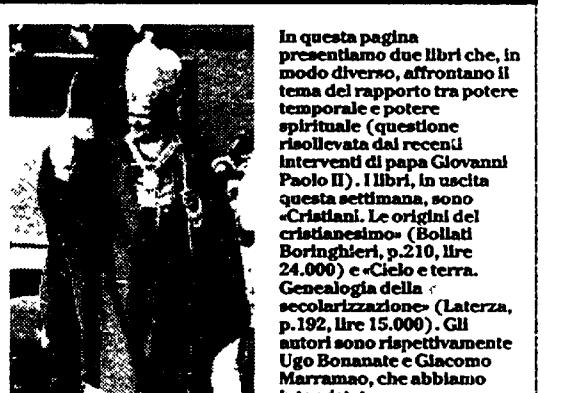 In questa pagina
presentiamo due libri che, in
modo diverso, affrontano il
tema del rapporto tra potere
temporale e potere
spirituale (questione
risollevata dai recenti
interventi di papa Giovanni
Paolo II). I libri, in uscita
questa settimana, sono
«Cristiani. Le origini del
cristianesimo» (Bollati
Boringhieri, p.210, lire
24.000) e «Cielo e terra.
Genealogia della
secolarizzazione» (Laterza,
p.192, lire 15.000). Gli
autori sono rispettivamente
Ugo Bonanate e Giacomo
Marramao, che abbiamo